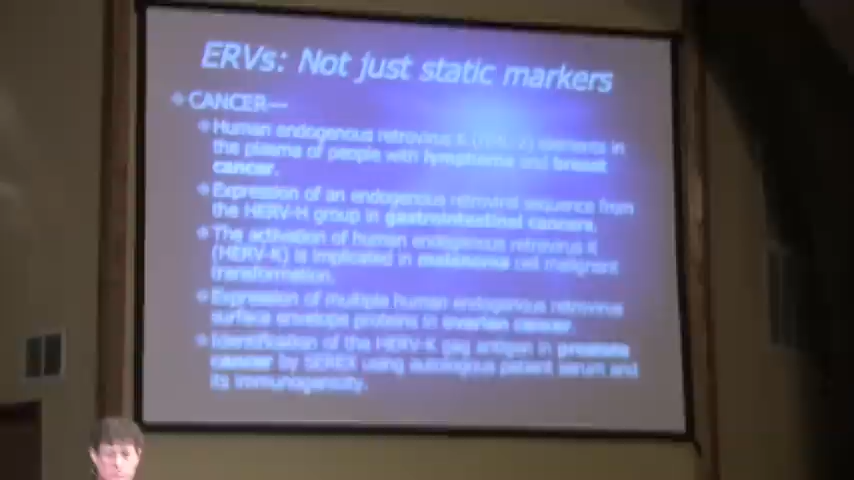 ERVs: Not just static markers
CANCER—
Human endogenous retrovirus K elements in
the plasma of people with lymphoma and breast
cancer.
Expression of an endogenous retroviral sequence from
the HERV-H group in gastrointestinal cancers.
The activation of human endogenous retrovirus K
(HERV-K) is implicated in melanoma cell malignant
transformation.
Expression of multiple human endogenous retrovirus
surface envelope proteins in ovarian cancer.
Identification of the HERV-K gag antigen in prostate
cancer by SEREX using autologous patient serum and
its immunogenicity.